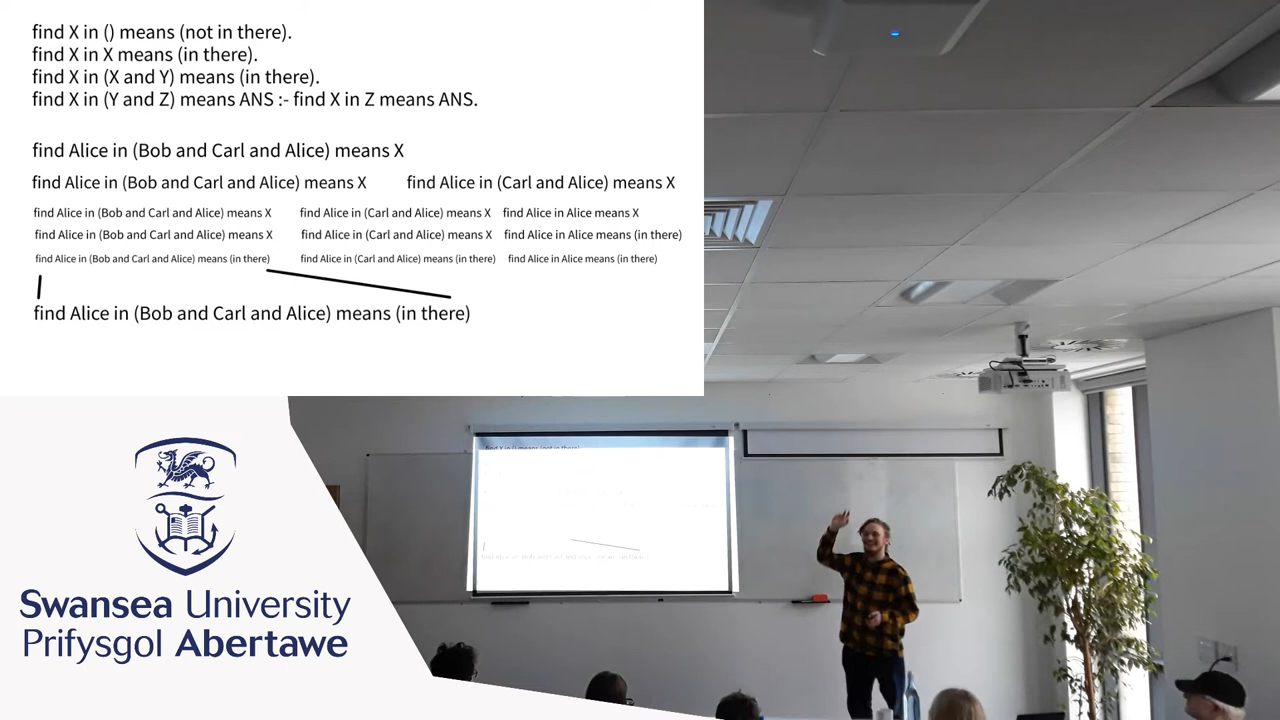 find X in () means (not in there).
find X in X means (in there).
find X in (X and Y) means (in there).
find X in (Y and Z) means ANS :- find X in Z means ANS.
find Alice in (Bob and Carl and Alice) means X
find Alice in (Bob and Carl and Alice) means X find Alice in (Carl and Alice) means X
find Alice in (Bob and Carl and Alice) means X find Alice in (Carl and Alice) means X find Alice in Alice means X
find Alice in (Bob and Carl and Alice) means X find Alice in (Carl and Alice) means X find Alice in Alice means (in there)
find Alice in (Bob and Carl and Alice) means (in there) find Alice in (Carl and Alice) means (in there) find Alice in Alice means (in there)
find Alice in (Bob and Carl and Alice) means (in there)
find X in () means (not in there)
Swansea University
Prifysgol Abertawe